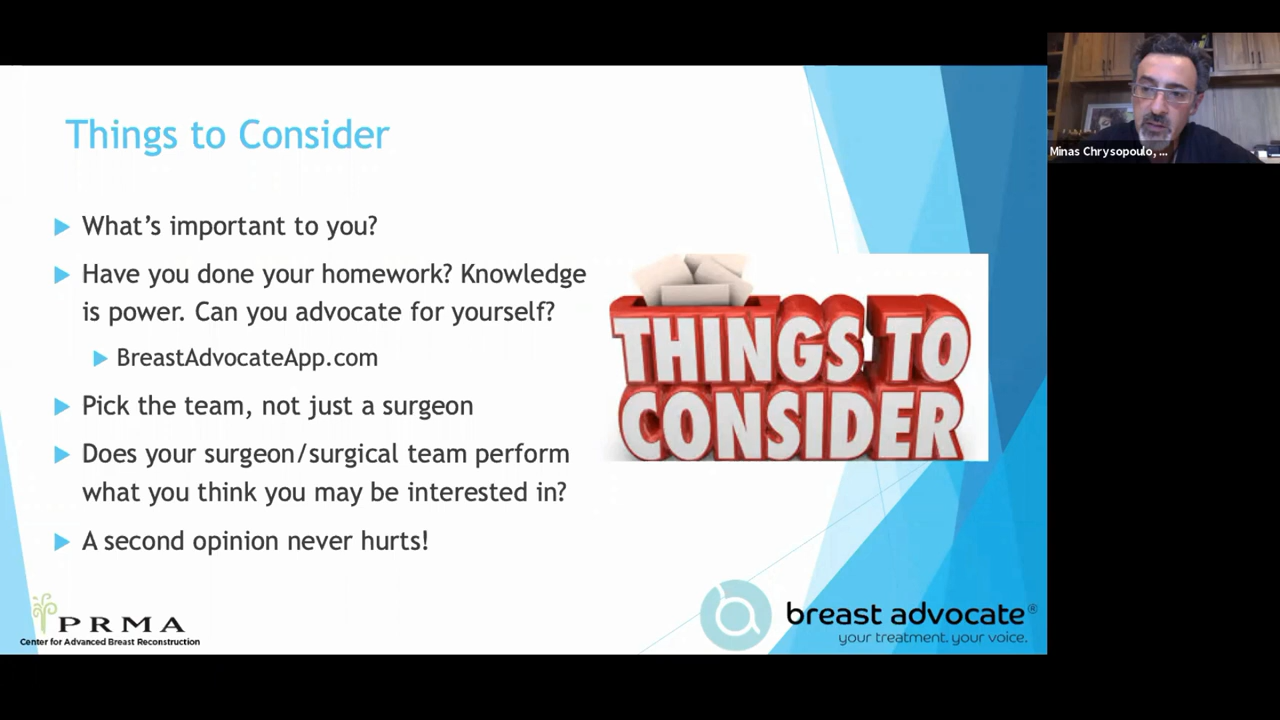 Things to Consider
What's important to you?
Have you done your homework? Knowledge
is power. Can you advocate for yourself?
BreastAdvocateApp.com
Pick the team, not just a surgeon
Does your surgeon/surgical team perform
what you think you may be interested in?
A second opinion never hurts!
THINGS TO
CONSIDER
PRMA
Center for Advanced Breast Reconstruction
breast advocate®
your treatment. your voice.
Minas Chrysopoulo, ...